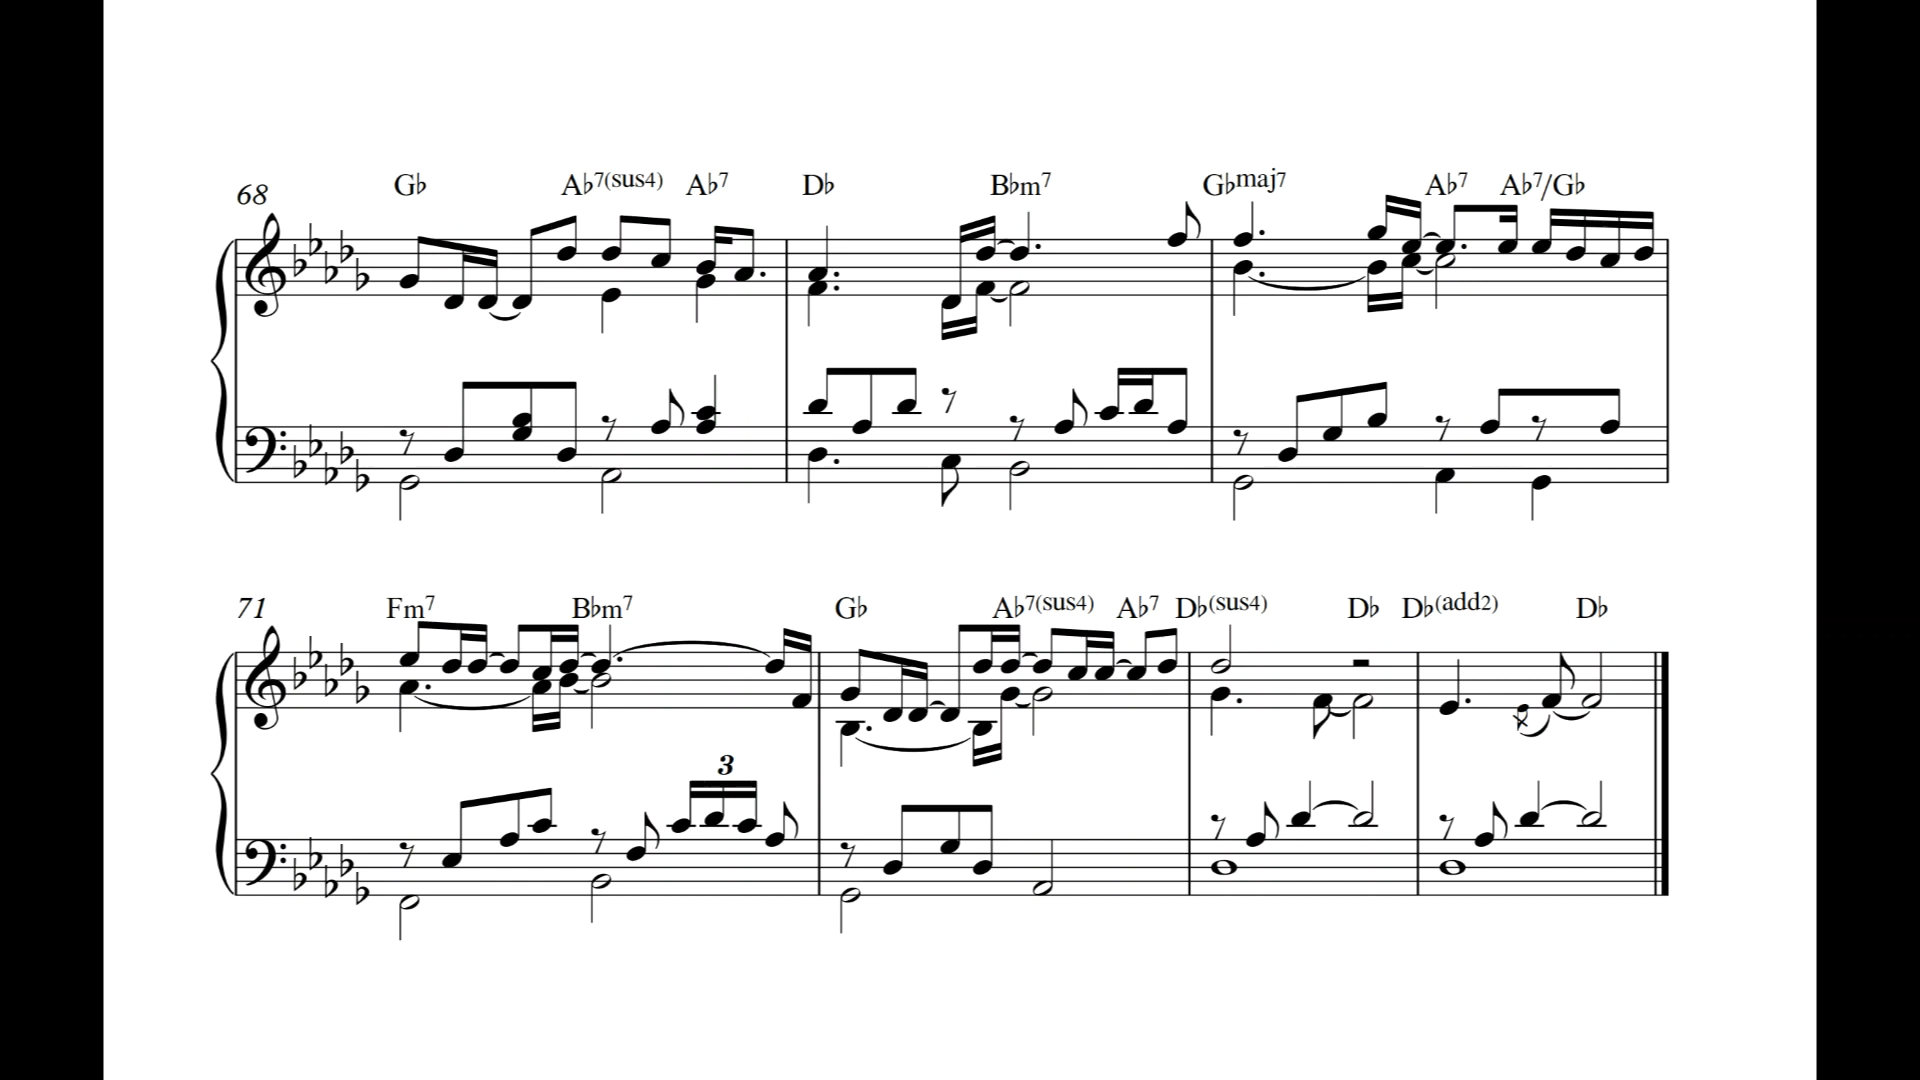 68 G♭ A♭7(sus4) A♭7 D♭ B♭m7 G♭maj7 A♭7 A♭7/G♭
71 Fm7 B♭m7 G♭ A♭7(sus4) A♭7 D♭(sus4) D♭ D♭(add2) D♭
3